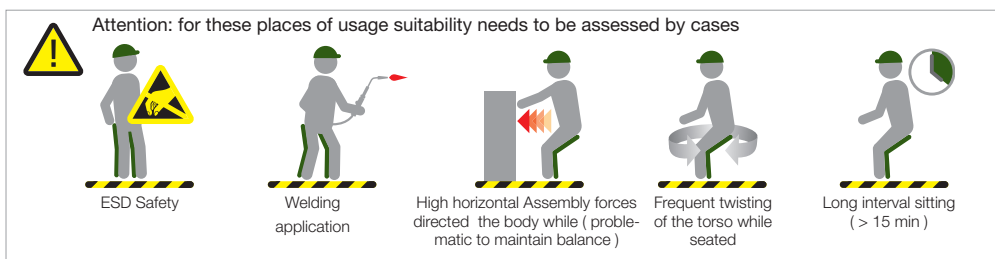 Attention: for these places of usage suitability needs to be assessed by cases
ESD Safety
Welding
application
High horizontal Assembly forces
directed the body while ( proble-
matic to maintain balance )
Frequent twisting
of the torso while
seated
Long interval sitting
( > 15 min )